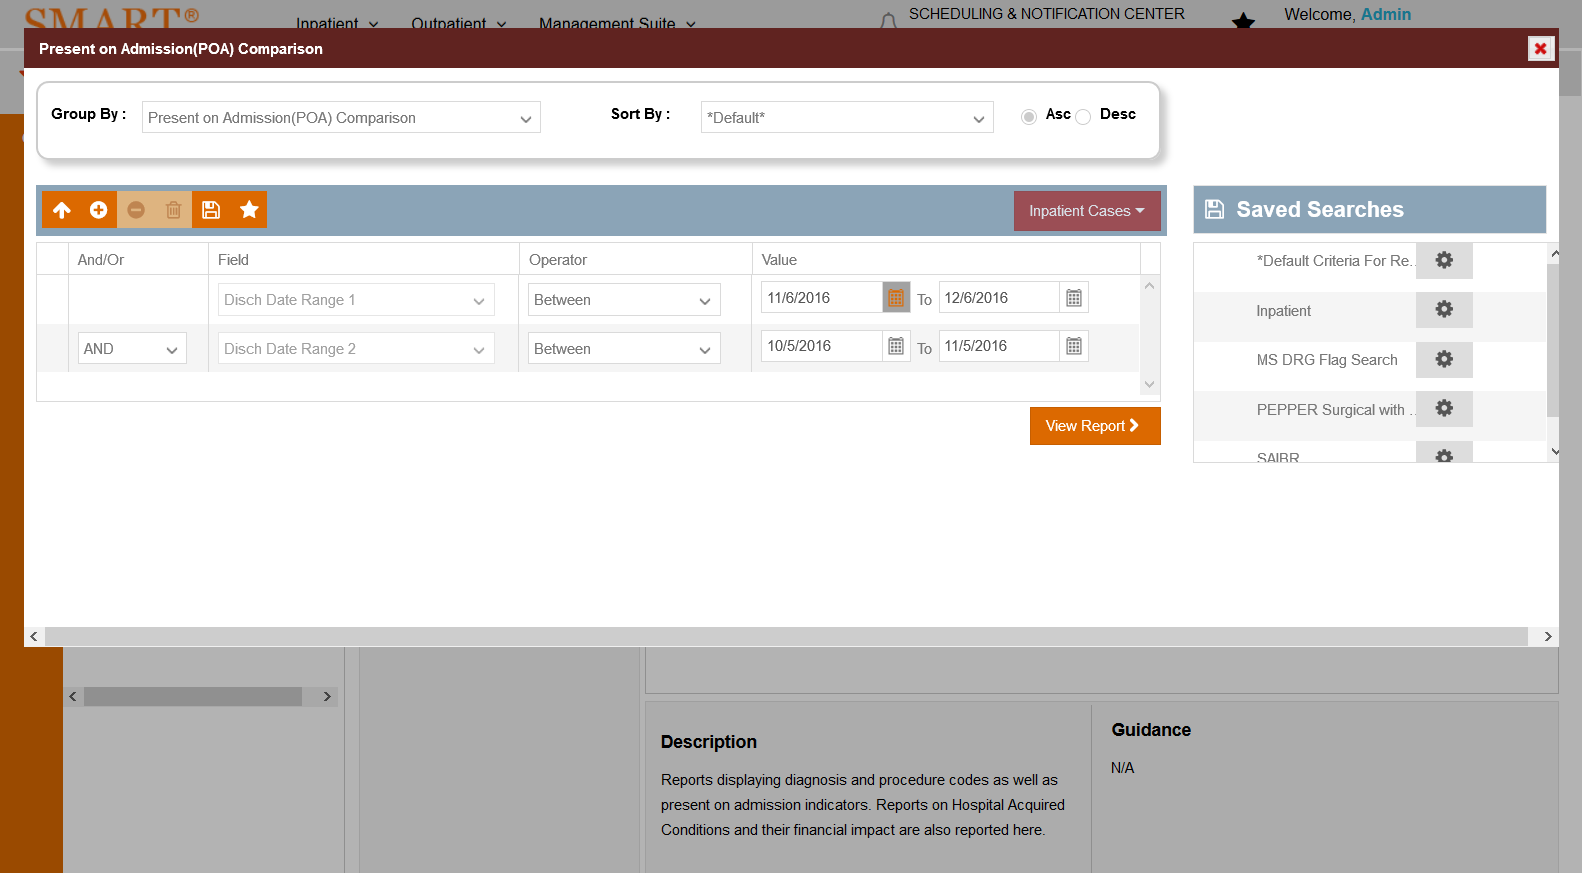 SMART®
Inpatient
Outpatient
Management Suite
SCHEDULING & NOTIFICATION CENTER
Welcome, Admin
Present on Admission(POA) Comparison
Group By :
Present on Admission(POA) Comparison
Sort By :
*Default*
Asc
Desc
Inpatient Cases
Saved Searches
And/Or
Field
Operator
Value
Disch Date Range 1
Between
11/6/2016
To
12/6/2016
AND
Disch Date Range 2
Between
10/5/2016
To
11/5/2016
View Report
*Default Criteria For Re..
Inpatient
MS DRG Flag Search
PEPPER Surgical with ..
SAIBR
Description
Reports displaying diagnosis and procedure codes as well as
present on admission indicators. Reports on Hospital Acquired
Conditions and their financial impact are also reported here.
Guidance
N/A